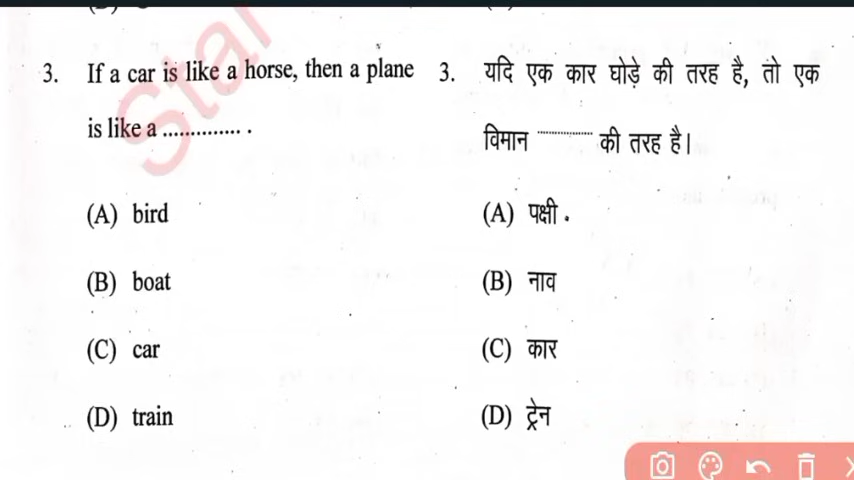 3. If a car is like a horse, then a plane
is like a .............. .
(A) bird
(B) boat
(C) car
(D) train
3. यदि एक कार घोड़े की तरह है, तो एक
विमान .............. की तरह है।
(A) पक्षी .
(B) नाव
(C) कार
(D) ट्रेन
Star